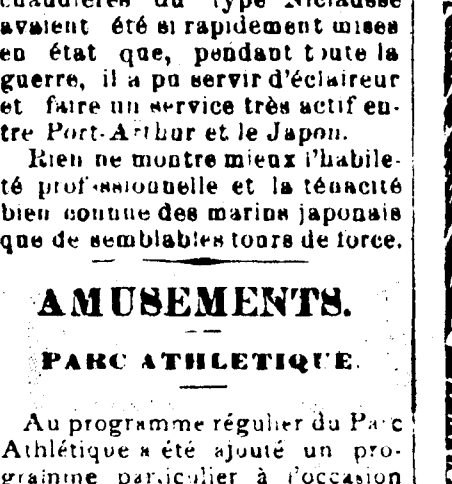 chaudières du type Niclausse
avaient été si rapidement mises
en état que, pendant toute la
guerre, il a pu servir d'éclaireur
et faire un service très actif en-
tre Port-Arthur et le Japon.
Rien ne montre mieux l'habile-
té professionnelle et la ténacité
bien connue des marins japonais
que de semblables tours de force.
AMUSEMENTS.
PARC ATHLETIQUE.
Au programme régulier du Parc
Athlétique a été ajouté un pro-
gramme particulier à l'occasion